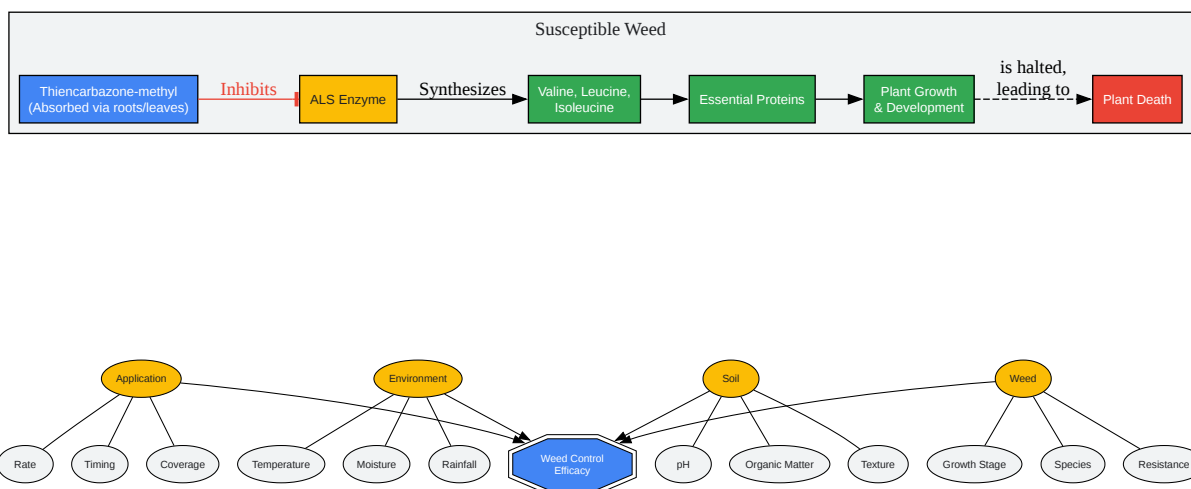 Susceptible Weed
Thiencarbazone-methyl
(Absorbed via roots/leaves)
Inhibits
ALS Enzyme
Synthesizes
Valine, Leucine,
Isoleucine
Essential Proteins
Plant Growth
& Development
is halted,
leading to
Plant Death
Application
Environment
Soil
Weed
Rate
Timing
Coverage
Temperature
Moisture
Rainfall
Weed Control
Efficacy
pH
Organic Matter
Texture
Growth Stage
Species
Resistance